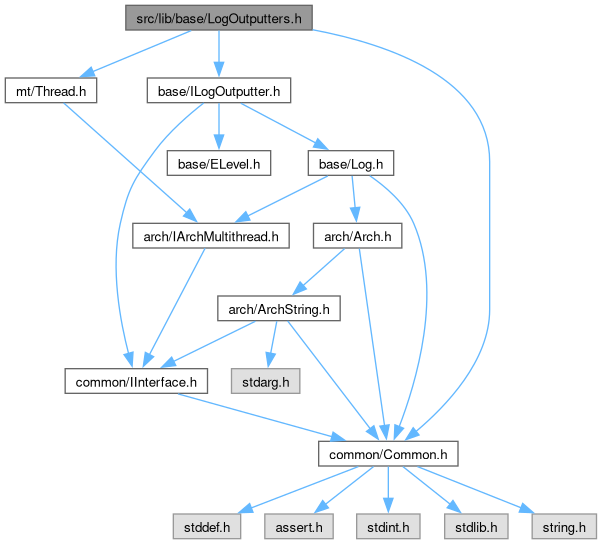 src/lib/base/LogOutputters.h
mt/Thread.h
base/ILogOutputter.h
base/ELevel.h
base/Log.h
arch/IArchMultithread.h
arch/Arch.h
arch/ArchString.h
common/IInterface.h
stdarg.h
common/Common.h
stddef.h
assert.h
stdint.h
stdlib.h
string.h